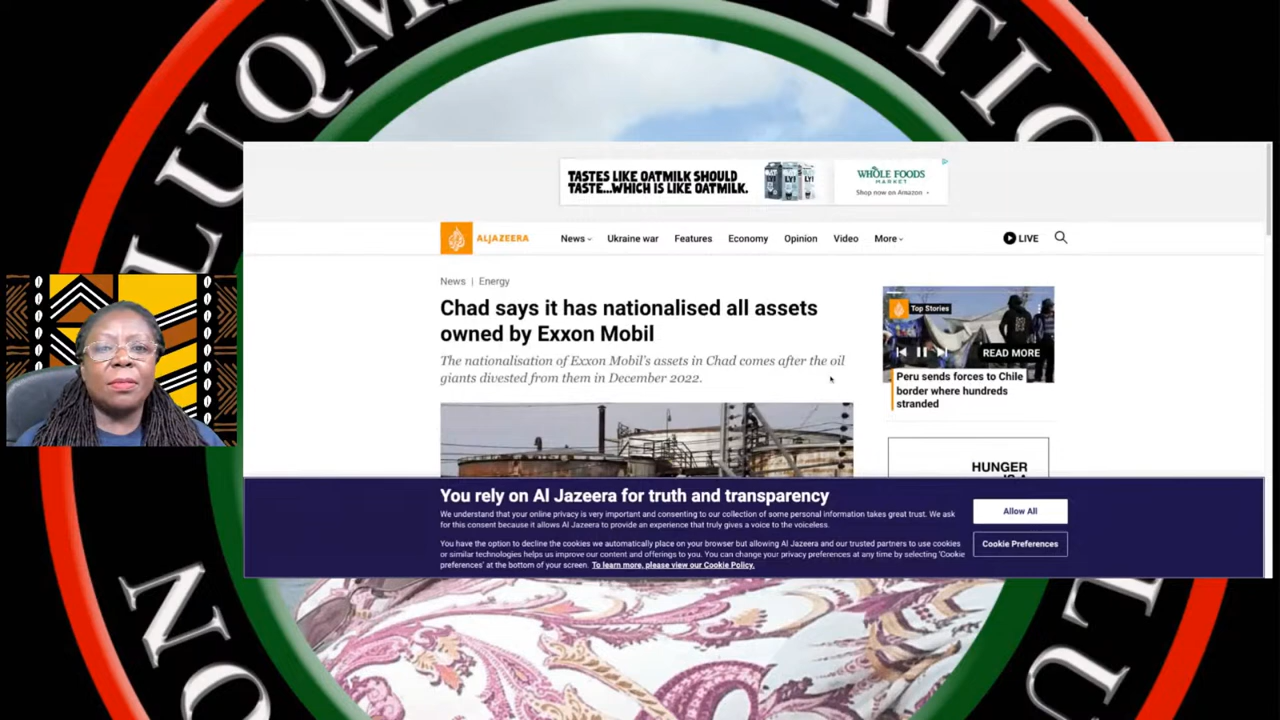 LUQM
ATIO
TASTES LIKE OATMILK SHOULD
TASTE...WHICH IS LIKE OATMILK.
WHOLE FOODS
MARKET
Shop now on Amazon
ALJAZEERA
News
Ukraine war
Features
Economy
Opinion
Video
More
LIVE
News | Energy
Chad says it has nationalised all assets
owned by Exxon Mobil
The nationalisation of Exxon Mobil's assets in Chad comes after the oil
giants divested from them in December 2022.
Top Stories
READ MORE
Peru sends forces to Chile
border where hundreds
stranded
HUNGER
You rely on Al Jazeera for truth and transparency
We understand that your online privacy is very important and consenting to our collection of some personal information takes great trust. We ask
for this consent because it allows Al Jazeera to provide an experience that truly gives a voice to the voiceless.
You have the option to decline the cookies we automatically place on your browser but allowing Al Jazeera and our trusted partners to use cookies
or similar technologies helps us improve our content and offerings to you. You can change your privacy preferences at any time by selecting 'Cookie
preferences' at the bottom of your screen. To learn more, please view our Cookie Policy.
Allow All
Cookie Preferences